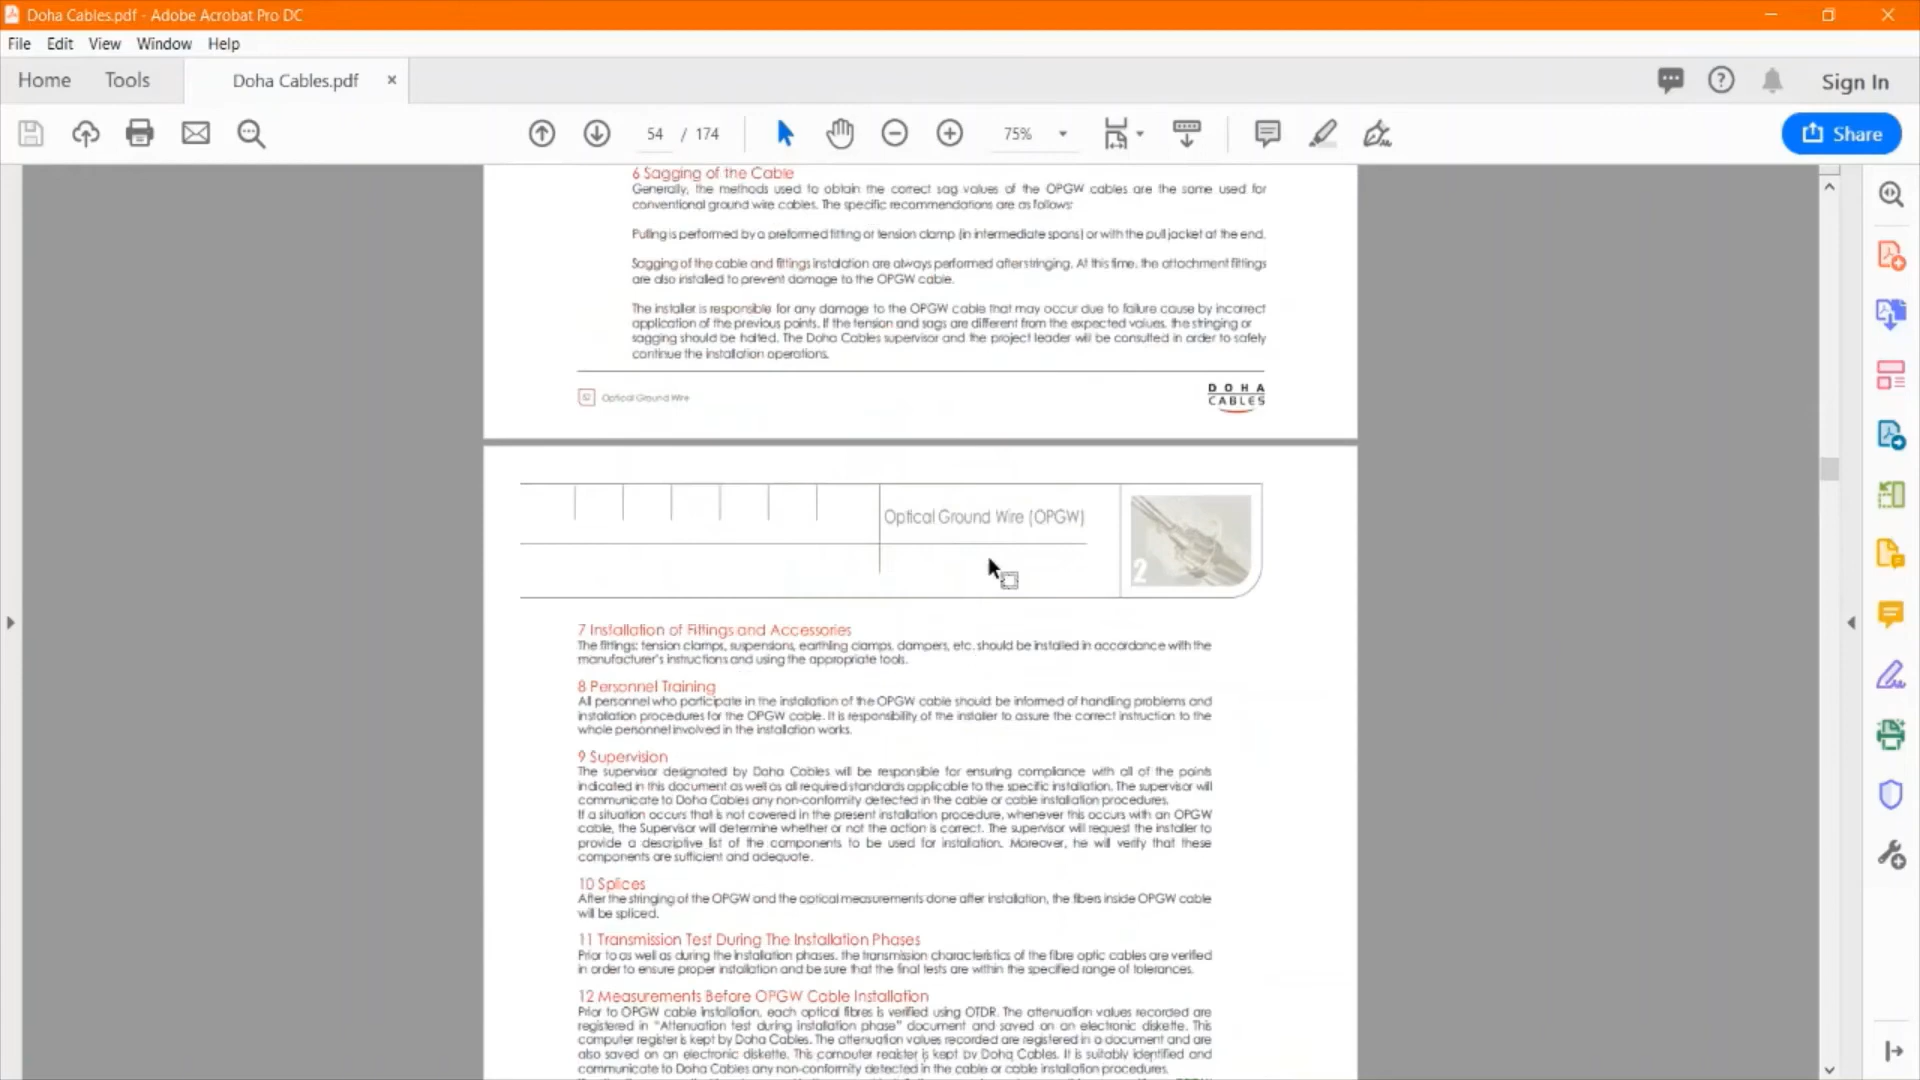 Doha Cables.pdf - Adobe Acrobat Pro DC
File Edit View Window Help
Home Tools Doha Cables.pdf × Sign In
54 / 174 75% Share
6 Sagging of the Cable
Generally, the methods used to obtain the correct sag values of the OPGW cables are the same used for
conventional ground wire cables. The specific recommendations are as follows:
Pulling is performed by a preformed fitting or tension clamp (in intermediate spans) or with the pull jacket at the end.
Sagging of the cable and fittings instalation are always performed after stringing. At this time, the attachment fittings
are also installed to prevent damage to the OPGW cable.
The installer is responsible for any damage to the OPGW cable that may occur due to failure cause by incorrect
application of the previous points. If the tension and sags are different from the expected values, the stringing or
sagging should be halted. The Doha Cables supervisor and the project leader will be consulted in order to safely
continue the installation operations.
52 Optical Ground Wire
DOHA
CABLES
Optical Ground Wire (OPGW)
2
7 Installation of Fittings and Accessories
The fittings: tension clamps, suspensions, earthling clamps, dampers, etc. should be installed in accordance with the
manufacturer's instructions and using the appropriate tools.
8 Personnel Training
All personnel who participate in the installation of the OPGW cable should be informed of handling problems and
installation procedures for the OPGW cable. It is responsibility of the installer to assure the correct instruction to the
whole personnel involved in the installation works.
9 Supervision
The supervisor designated by Doha Cables will be responsible for ensuring compliance with all of the points
indicated in this document as well as all required standards applicable to the specific installation. The supervisor will
communicate to Doha Cables any non-conformity detected in the cable or cable installation procedures.
If a situation occurs that is not covered in the present installation procedure, whenever this occurs with an OPGW
cable, the Supervisor will determine whether or not the action is correct. The supervisor will request the installer to
provide a descriptive list of the components to be used for installation. Moreover, he will verify that these
components are sufficient and adequate.
10 Splices
After the stringing of the OPGW and the optical measurements done after installation, the fibers inside OPGW cable
will be spliced.
11 Transmission Test During The Installation Phases
Prior to as well as during the installation phases, the transmission characteristics of the fibre optic cables are verified
in order to ensure proper installation and be sure that the final tests are within the specified range of tolerances.
12 Measurements Before OPGW Cable Installation
Prior to OPGW cable installation, each optical fibres is verified using OTDR. The attenuation values recorded are
registered in "Attenuation test during installation phase" document and saved on an electronic diskette. This
computer register is kept by Doha Cables. The attenuation values recorded are registered in a document and are
also saved on an electronic diskette. This computer register is kept by Doha Cables. It is suitably identified and
communicate to Doha Cables any non-conformity detected in the cable or cable installation procedures.